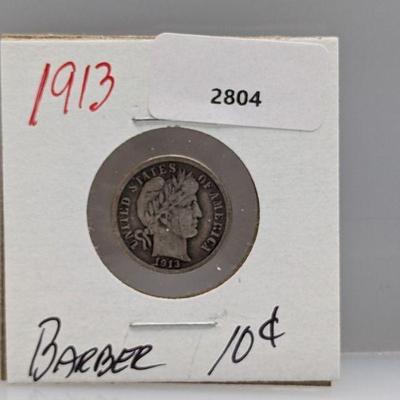 1913
2804
UNITED STATES OF AMERICA
1913
BARBER 10¢